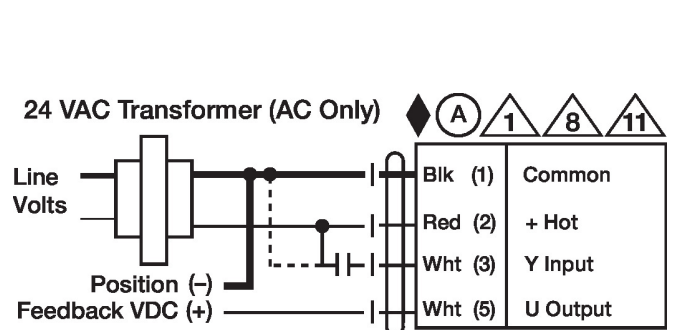 24 VAC Transformer (AC Only)
A 1 8 11
Line
Volts
Blk (1) Common
Red (2) + Hot
Wht (3) Y Input
Position (–)
Feedback VDC (+)
Wht (5) U Output